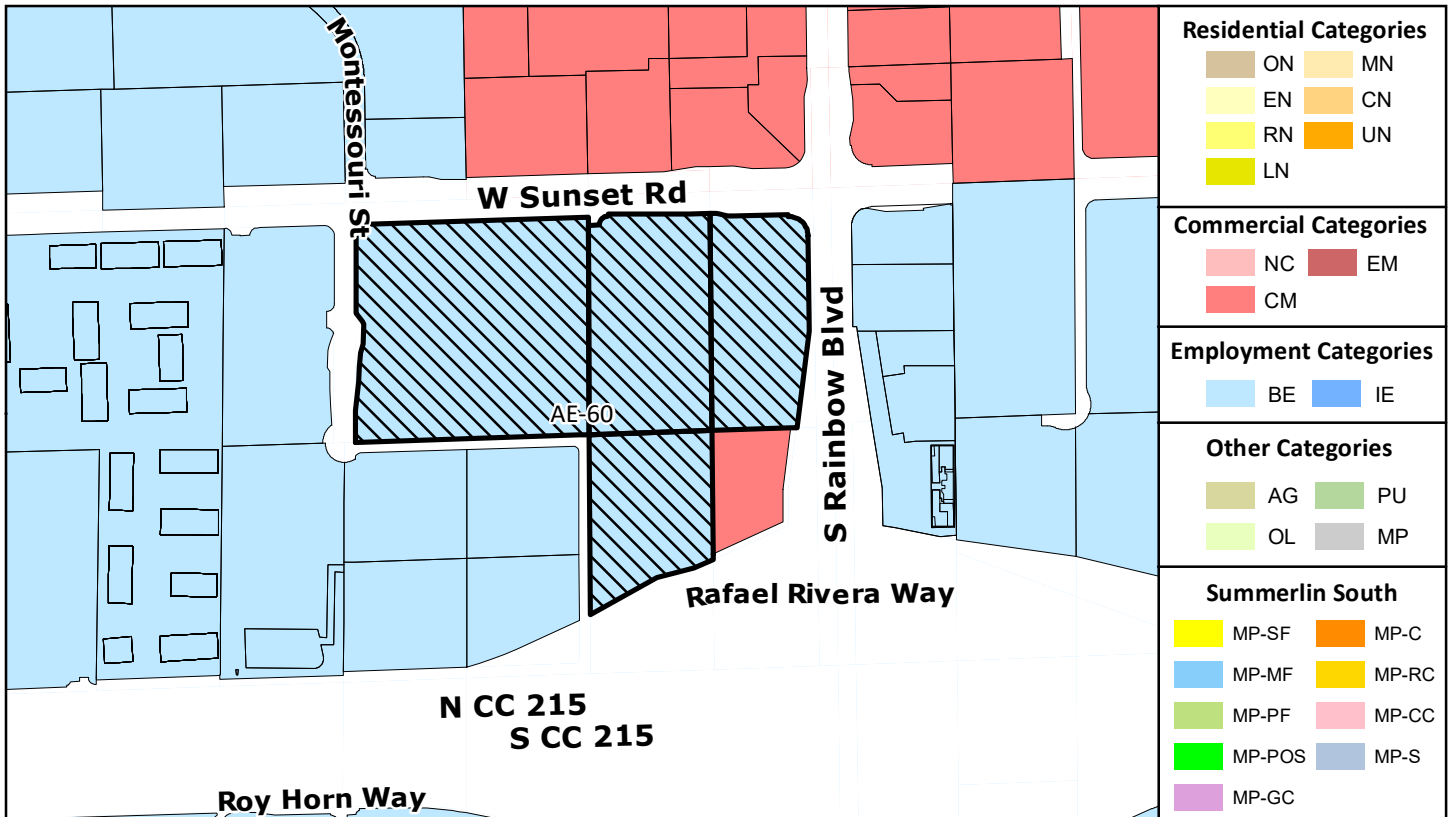 Montessouri St
W Sunset Rd
S Rainbow Blvd
AE-60
Rafael Rivera Way
N CC 215
S CC 215
Roy Horn Way
Residential Categories
ON MN
EN CN
RN UN
LN
Commercial Categories
NC EM
CM
Employment Categories
BE IE
Other Categories
AG PU
OL MP
Summerlin South
MP-SF MP-C
MP-MF MP-RC
MP-PF MP-CC
MP-POS MP-S
MP-GC